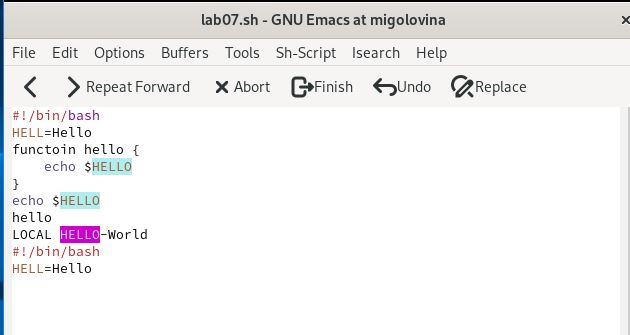 lab07.sh - GNU Emacs at migolovina
File Edit Options Buffers Tools Sh-Script Isearch Help
Repeat Forward Abort Finish Undo Replace
#!/bin/bash
HELL=Hello
functoin hello {
    echo $HELLO
}
echo $HELLO
hello
LOCAL HELLO-World
#!/bin/bash
HELL=Hello